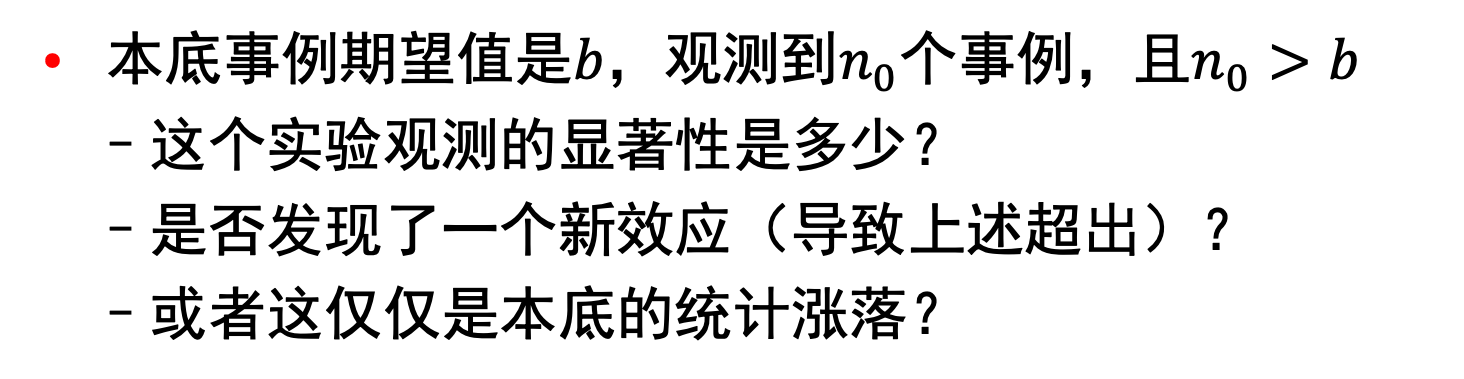 • 本底事例期望值是b，观测到n₀个事例，且n₀ > b
– 这个实验观测的显著性是多少？
– 是否发现了一个新效应（导致上述超出）？
– 或者这仅仅是本底的统计涨落？